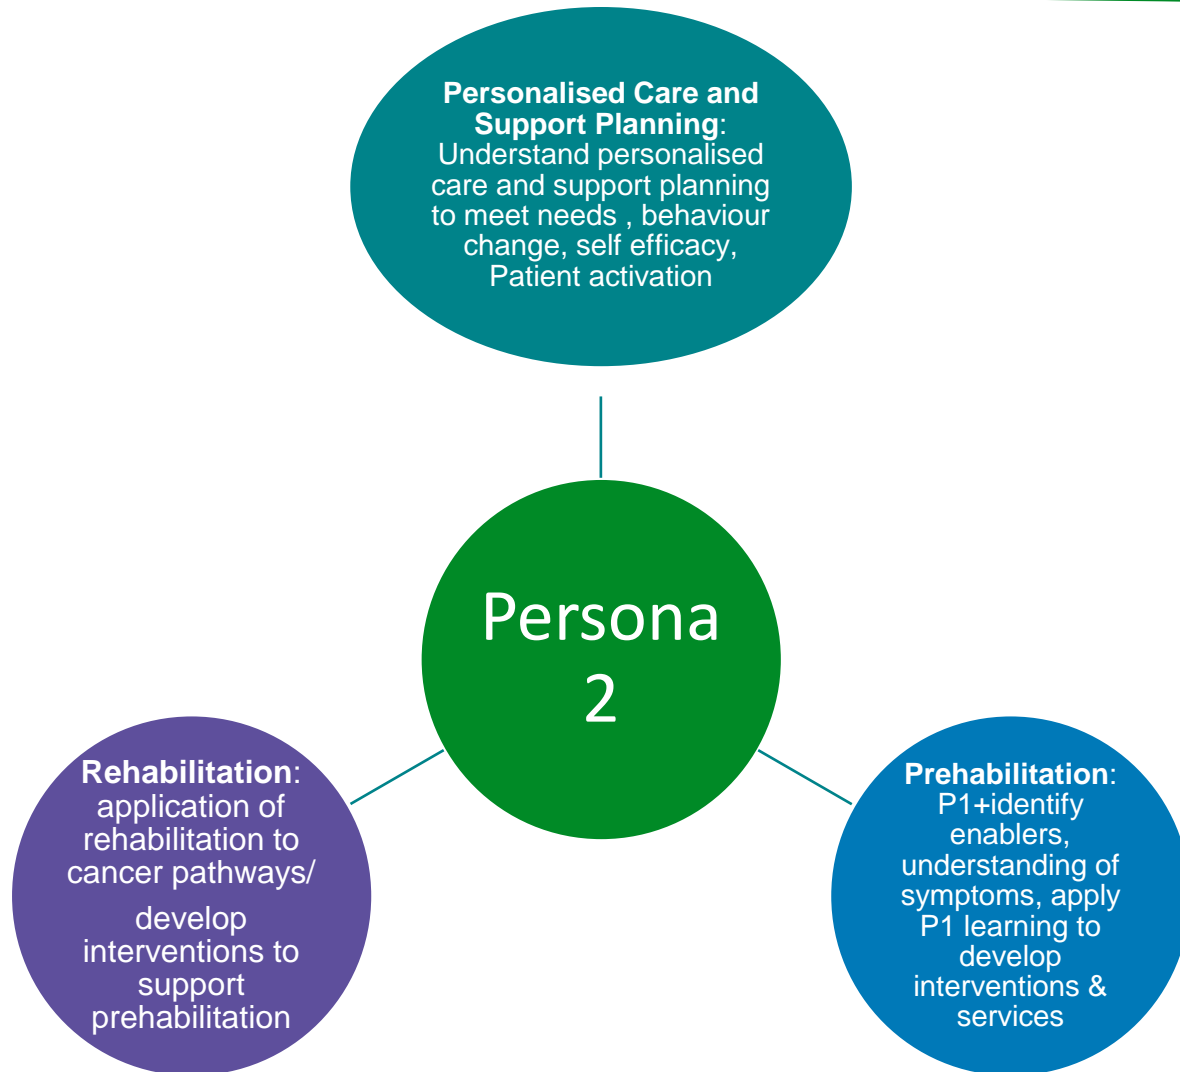 Personalised Care and
Support Planning:
Understand personalised
care and support planning
to meet needs , behaviour
change, self efficacy,
Patient activation
Persona
2
Rehabilitation:
application of
rehabilitation to
cancer pathways/
develop
interventions to
support
prehabilitation
Prehabilitation:
P1+identify
enablers,
understanding of
symptoms, apply
P1 learning to
develop
interventions &
services